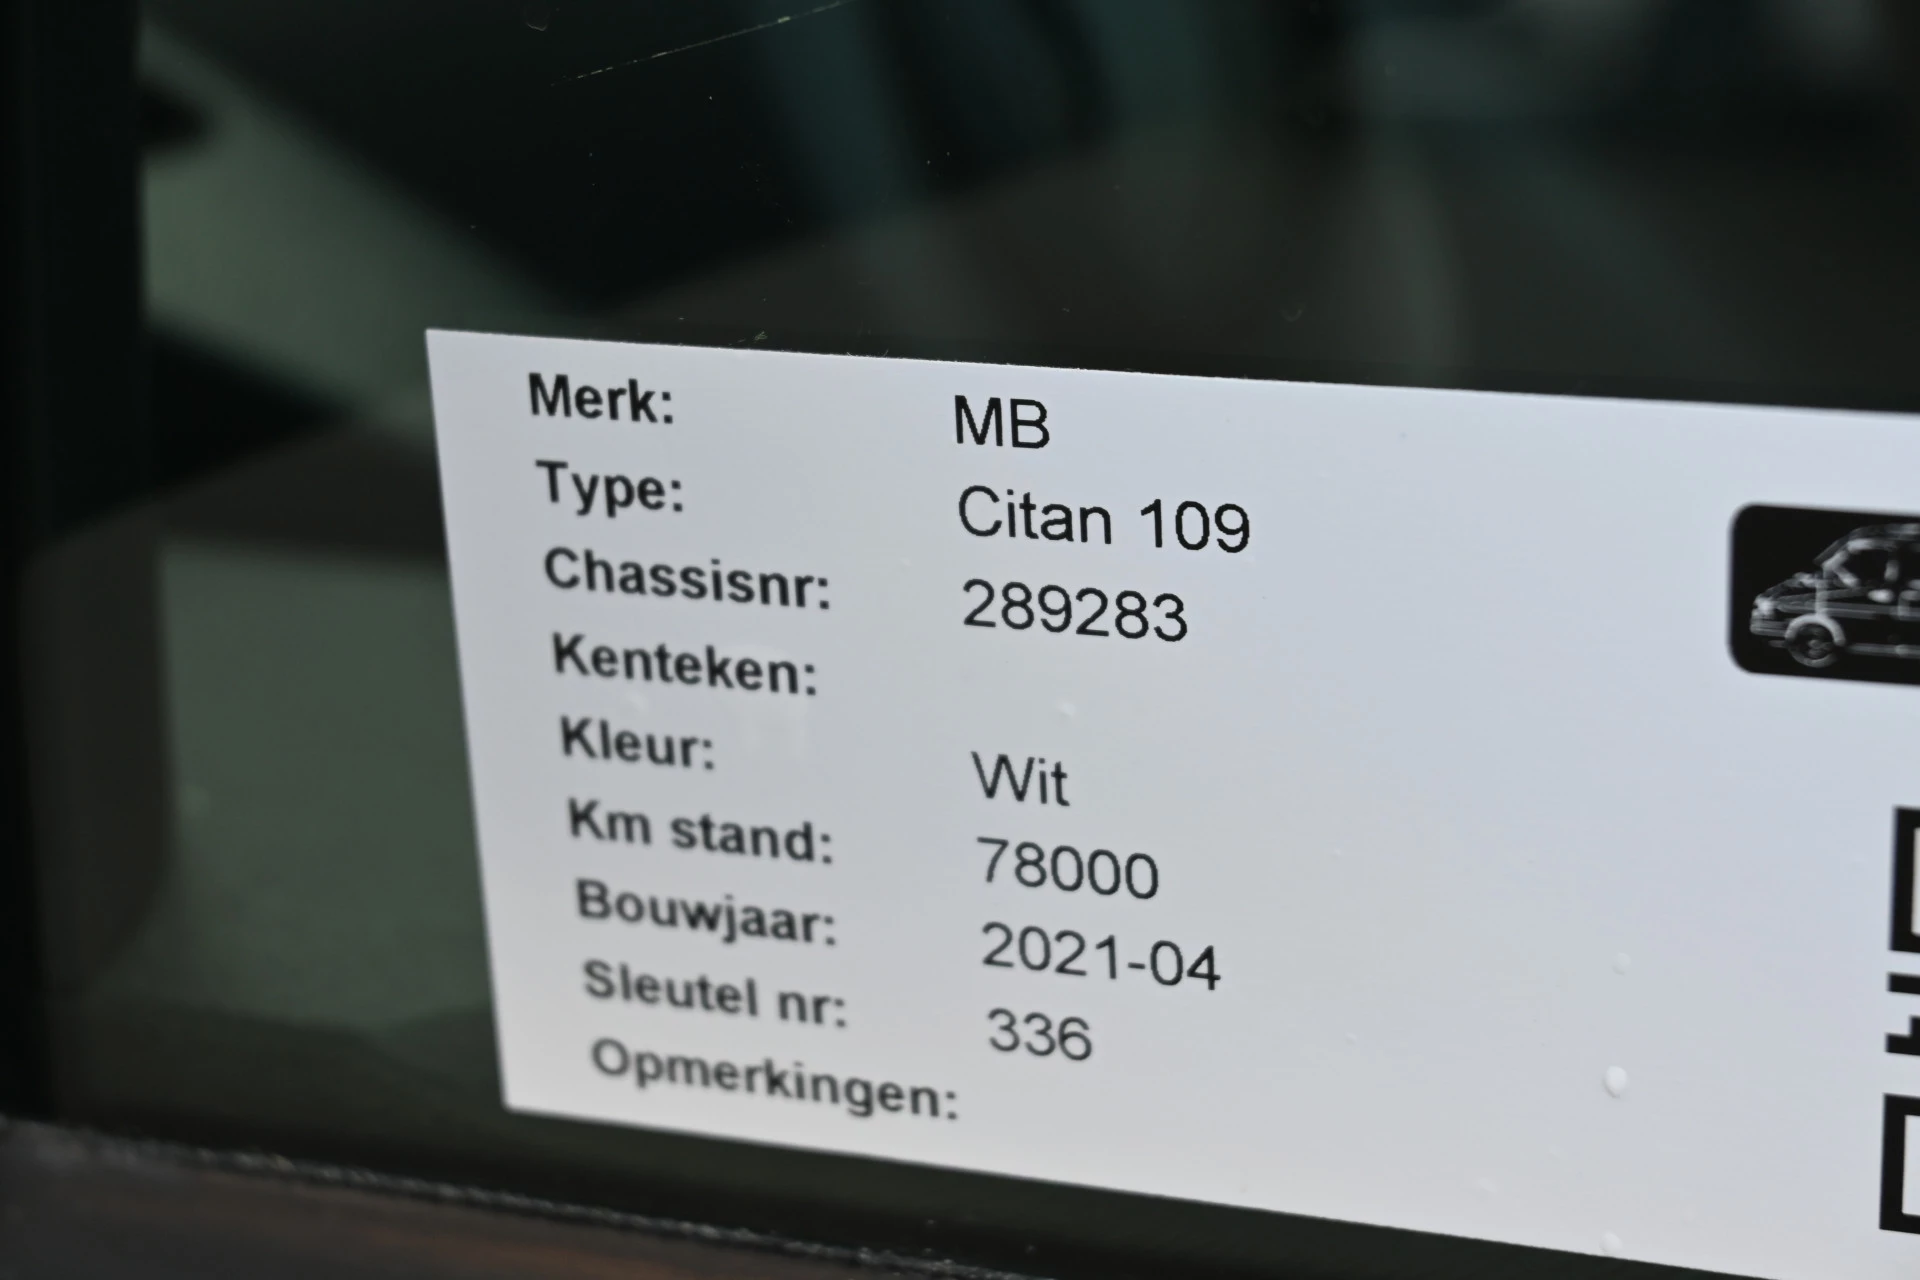 Merk: MB
Type: Citan 109
Chassisnr: 289283
Kenteken:
Kleur: Wit
Km stand: 78000
Bouwjaar: 2021-04
Sleutel nr: 336
Opmerkingen: